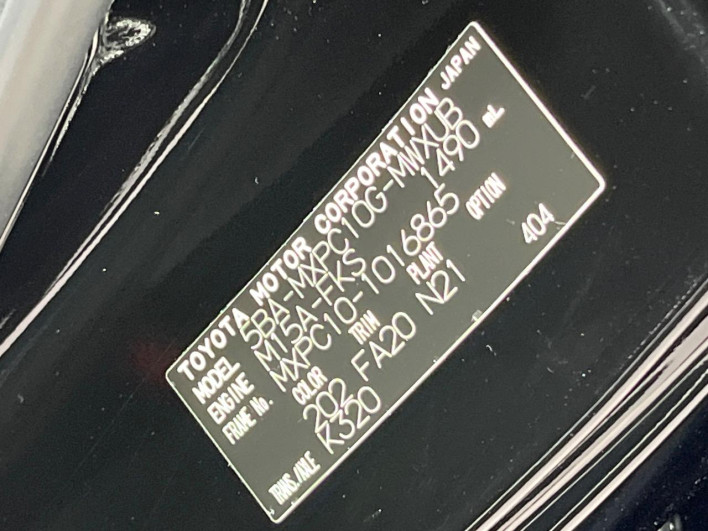 TOYOTA MOTOR CORPORATION JAPAN
MODEL 5BA-MXPC10G-MWXUB
ENGINE M15A-FKS 1490 mL
FRAME No. MXPC10-1016865
COLOR TRIM PLANT OPTION
202 FA20 N21 404
TRANS./AXLE K320